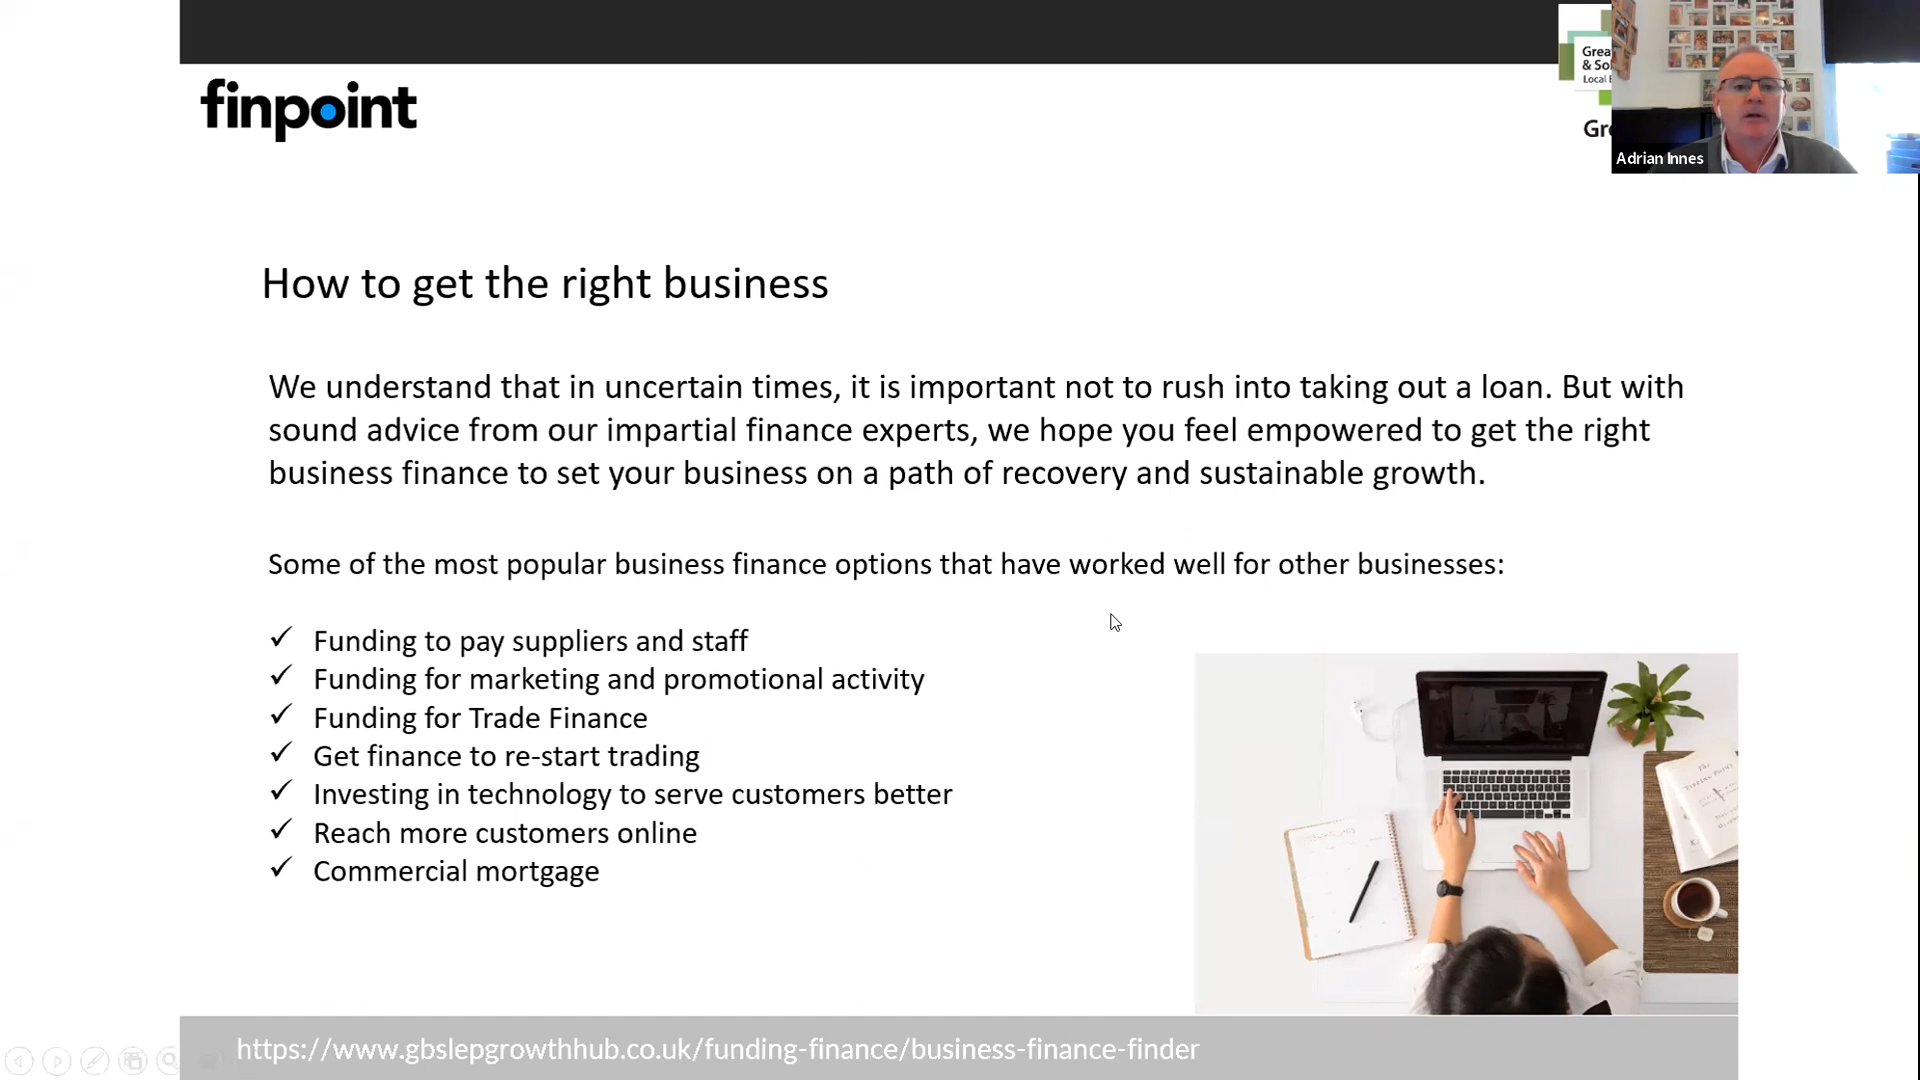 finpoint
Grea
& Sol
Local E
Gr
Adrian Innes
How to get the right business
We understand that in uncertain times, it is important not to rush into taking out a loan. But with
sound advice from our impartial finance experts, we hope you feel empowered to get the right
business finance to set your business on a path of recovery and sustainable growth.
Some of the most popular business finance options that have worked well for other businesses:
✓ Funding to pay suppliers and staff
✓ Funding for marketing and promotional activity
✓ Funding for Trade Finance
✓ Get finance to re-start trading
✓ Investing in technology to serve customers better
✓ Reach more customers online
✓ Commercial mortgage
The
https://www.gbslepgrowthhub.co.uk/funding-finance/business-finance-finder